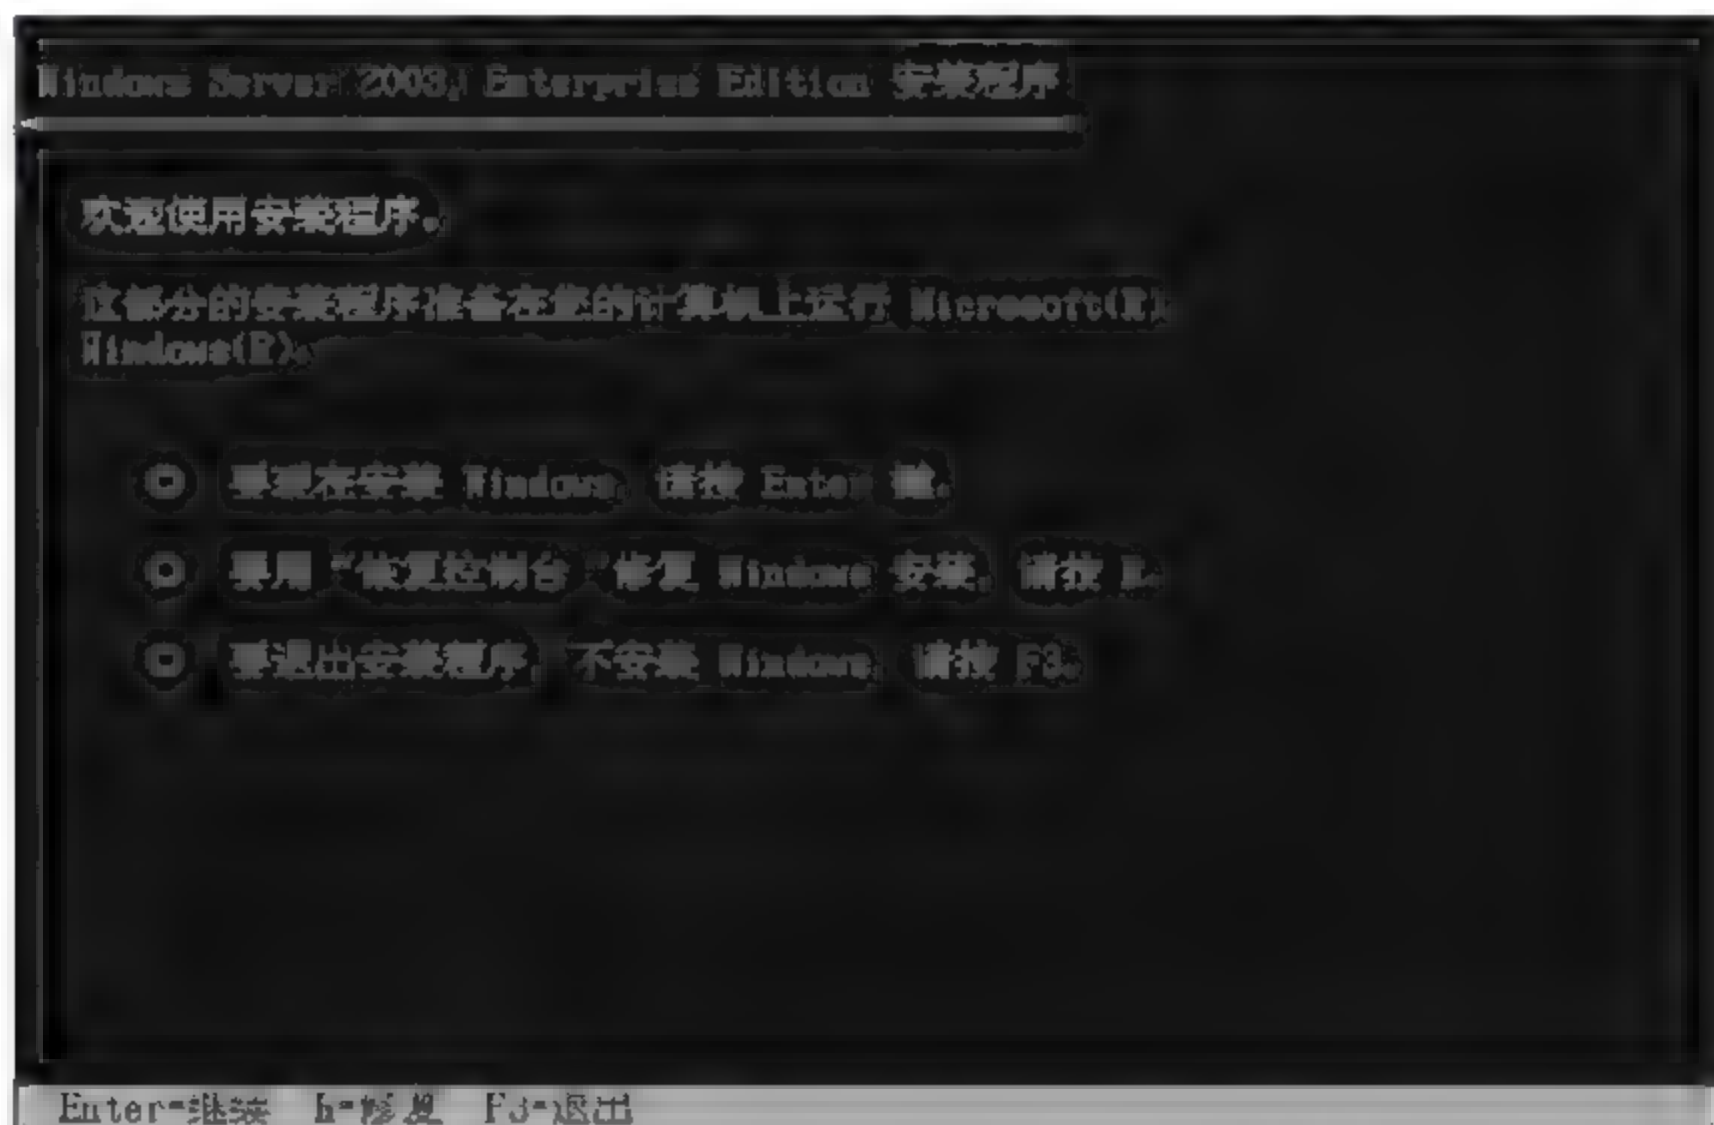 Windows Server 2003, Enterprise Edition 安装程序
欢迎使用安装程序。
这部分的安装程序准备在您的计算机上运行 Microsoft(R)
Windows(R)。
要现在安装 Windows，请按 Enter 键。
要用“恢复控制台”修复 Windows 安装，请按 R。
要退出安装程序，不安装 Windows，请按 F3。
Enter=继续 R=修复 F3=退出